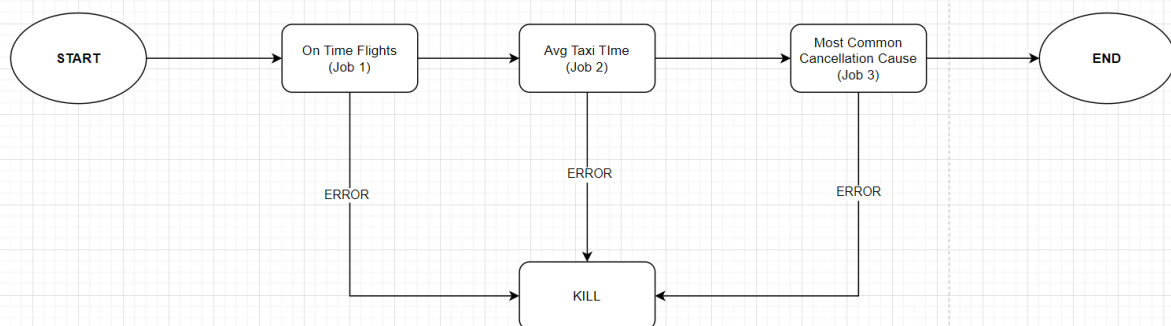 START
On Time Flights
(Job 1)
Avg Taxi TIme
(Job 2)
Most Common
Cancellation Cause
(Job 3)
END
ERROR
ERROR
ERROR
KILL